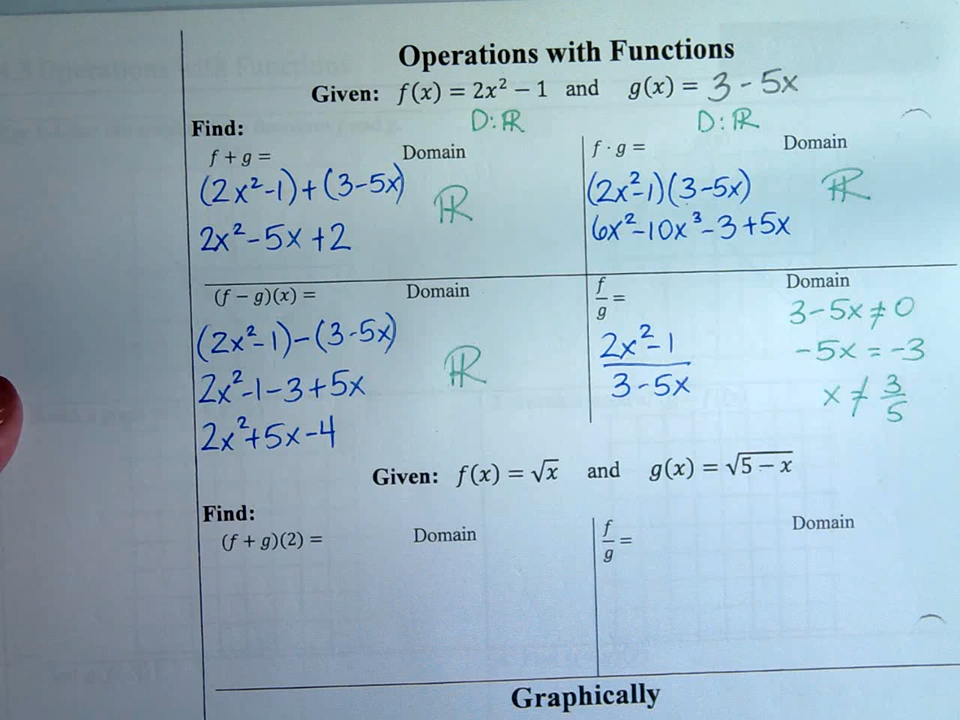 Operations with Functions
Given: f(x) = 2x² − 1 and g(x) = 3 - 5x
D: ℝ D: ℝ
Find:
f + g = Domain
(2x²-1)+(3-5x)
ℝ
2x²-5x+2
f · g = Domain
(2x²-1)(3-5x)
ℝ
6x²-10x³-3+5x
(f − g)(x) = Domain
(2x²-1)-(3-5x)
2x²-1-3+5x
ℝ
2x²+5x-4
f/g = Domain
3-5x≠0
2x²-1
-5x = -3
3-5x
x ≠ 3/5
Given: f(x) = √x and g(x) = √5 − x
Find:
(f + g)(2) = Domain
f/g = Domain
Graphically